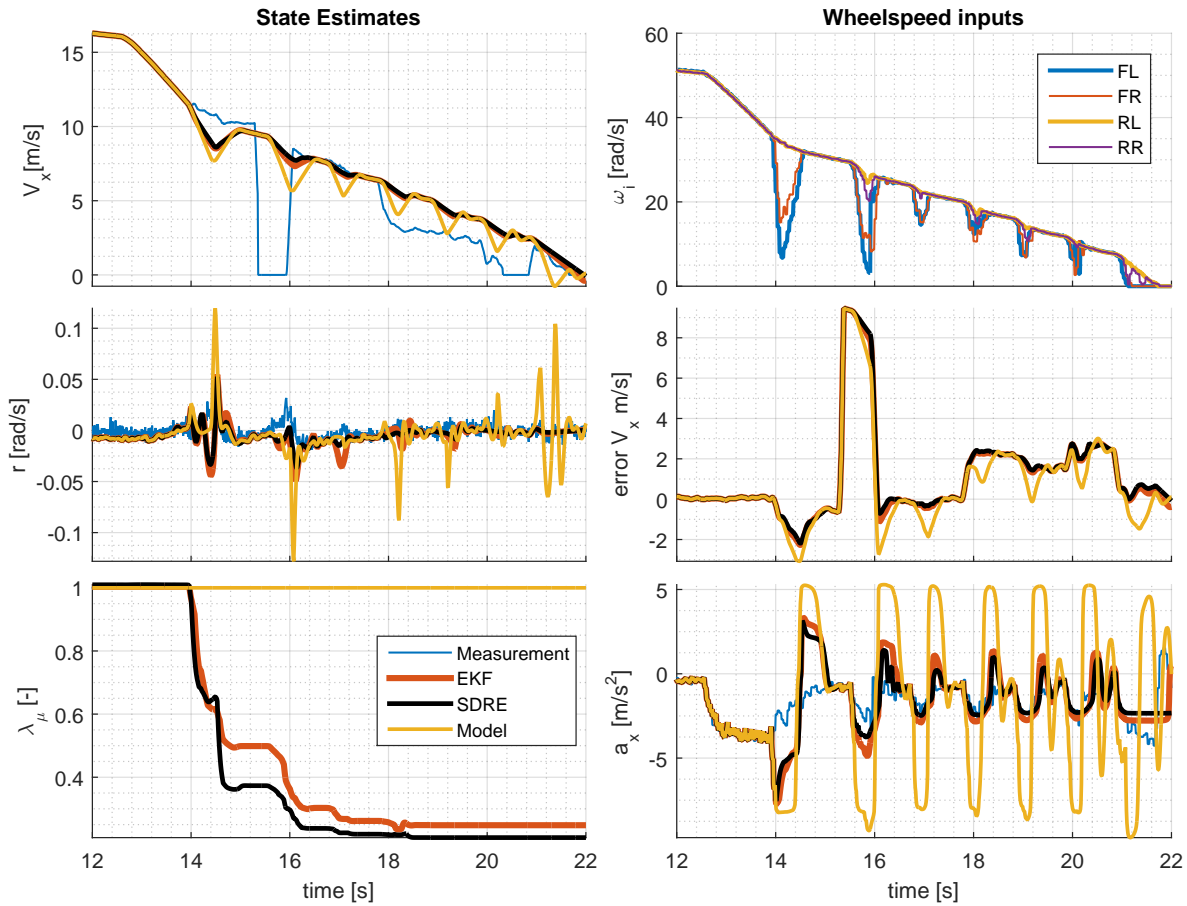 State Estimates
15
10
5
0
V_x[m/s]
Wheelspeed inputs
60
40
20
0
ω_i [rad/s]
FL
FR
RL
RR
0.1
0.05
0
-0.05
-0.1
r [rad/s]
8
6
4
2
0
-2
error V_x m/s
1
0.8
0.6
0.4
λ_μ [-]
Measurement
EKF
SDRE
Model
12 14 16 18 20 22
time [s]
5
0
-5
a_x [m/s²]
12 14 16 18 20 22
time [s]